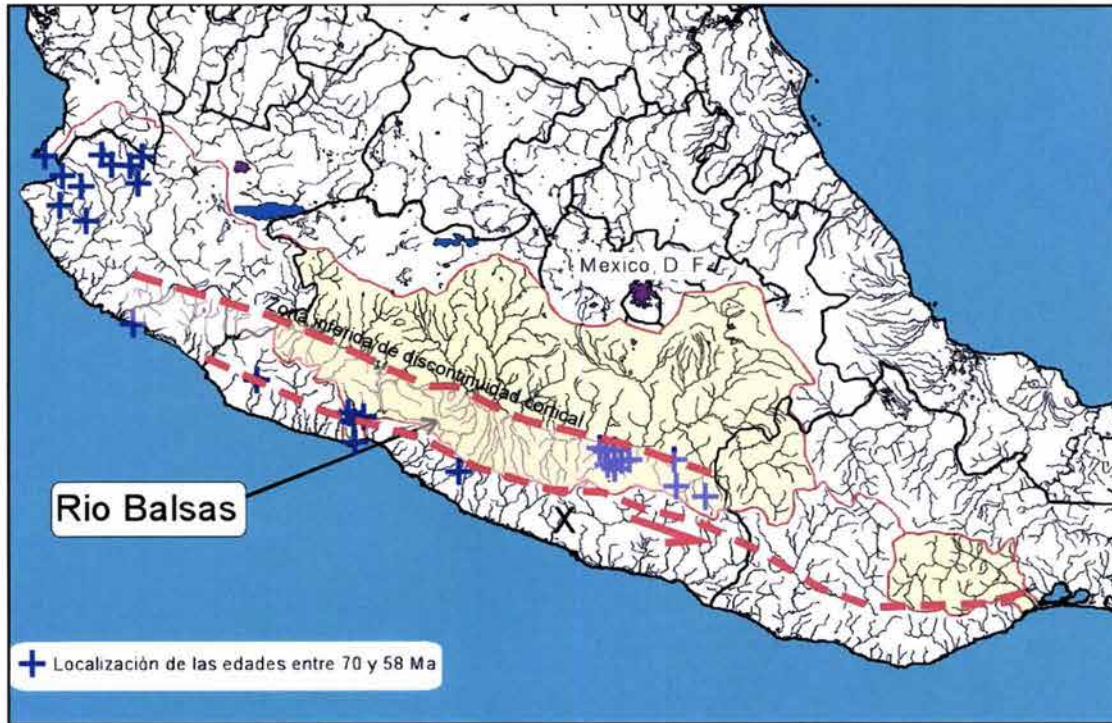 Mexico, D. F.
Zona inferida de discontinuidad cortical
Rio Balsas
X
Localización de las edades entre 70 y 58 Ma